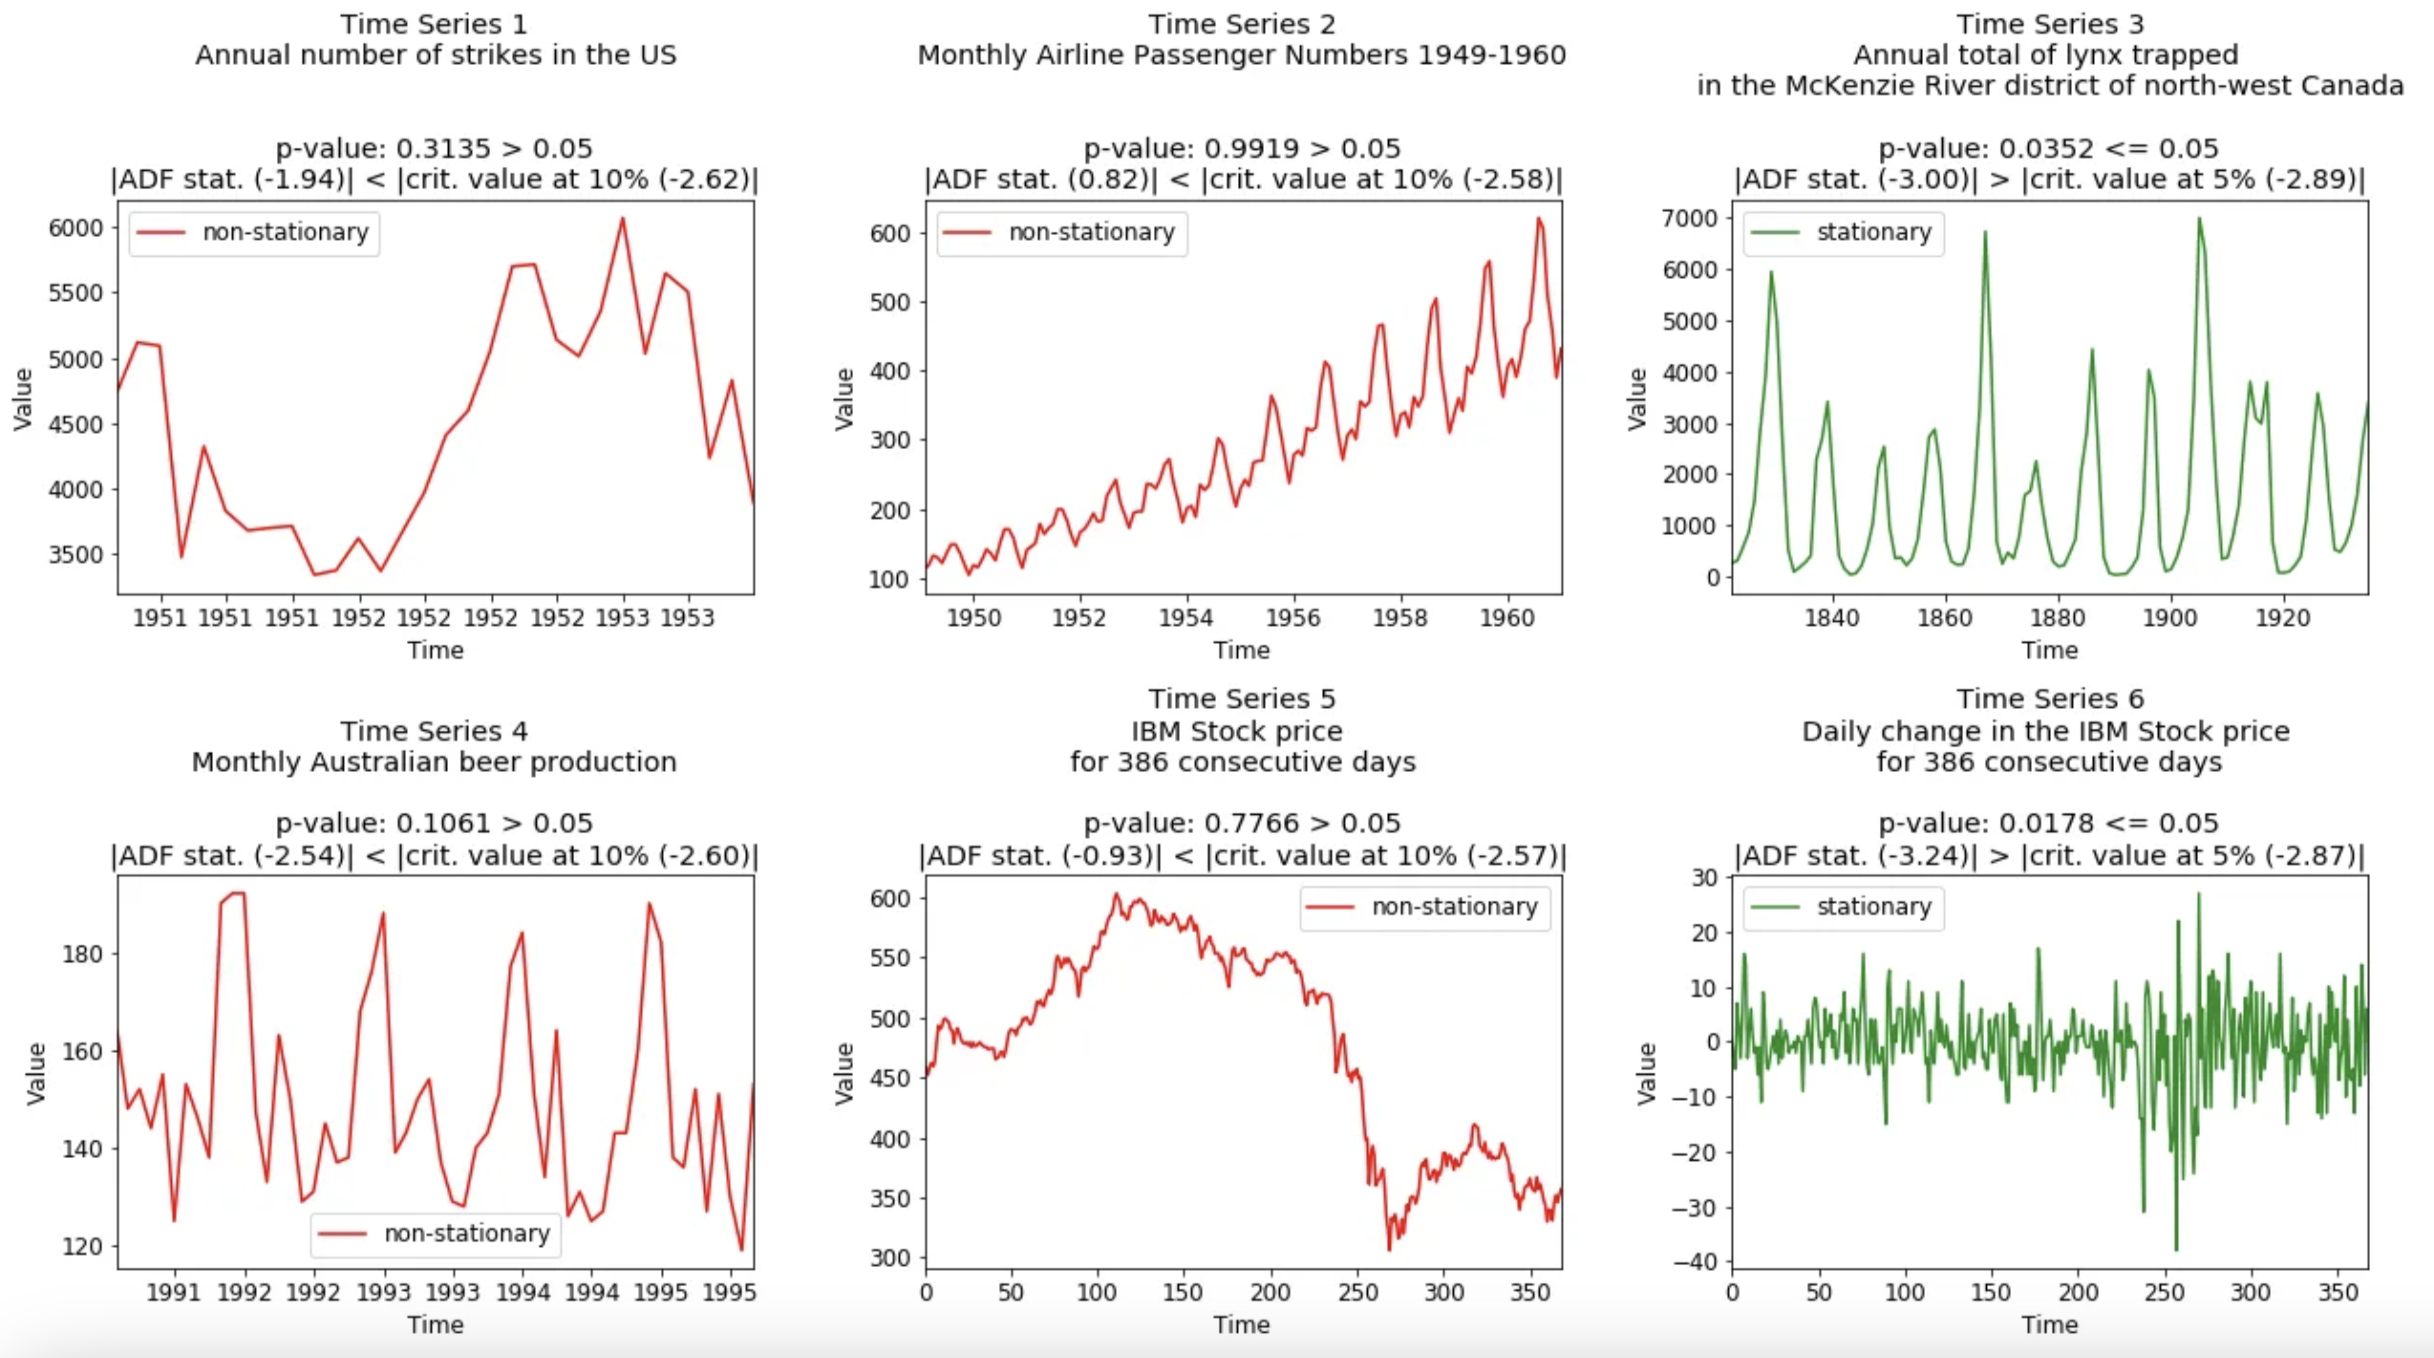 Time Series 1
Annual number of strikes in the US
p-value: 0.3135 > 0.05
|ADF stat. (-1.94)| < |crit. value at 10% (-2.62)|
non-stationary
6000
5500
5000
4500
4000
3500
Value
1951 1951 1951 1952 1952 1952 1952 1953 1953
Time
Time Series 2
Monthly Airline Passenger Numbers 1949-1960
p-value: 0.9919 > 0.05
|ADF stat. (0.82)| < |crit. value at 10% (-2.58)|
non-stationary
600
500
400
300
200
100
Value
1950 1952 1954 1956 1958 1960
Time
Time Series 3
Annual total of lynx trapped
in the McKenzie River district of north-west Canada
p-value: 0.0352 <= 0.05
|ADF stat. (-3.00)| > |crit. value at 5% (-2.89)|
stationary
7000
6000
5000
4000
3000
2000
1000
0
Value
1840 1860 1880 1900 1920
Time
Time Series 4
Monthly Australian beer production
p-value: 0.1061 > 0.05
|ADF stat. (-2.54)| < |crit. value at 10% (-2.60)|
180
160
140
120
Value
non-stationary
1991 1992 1992 1993 1993 1994 1994 1995 1995
Time
Time Series 5
IBM Stock price
for 386 consecutive days
p-value: 0.7766 > 0.05
|ADF stat. (-0.93)| < |crit. value at 10% (-2.57)|
non-stationary
600
550
500
450
400
350
300
Value
0 50 100 150 200 250 300 350
Time
Time Series 6
Daily change in the IBM Stock price
for 386 consecutive days
p-value: 0.0178 <= 0.05
|ADF stat. (-3.24)| > |crit. value at 5% (-2.87)|
stationary
30
20
10
0
−10
−20
−30
−40
Value
0 50 100 150 200 250 300 350
Time